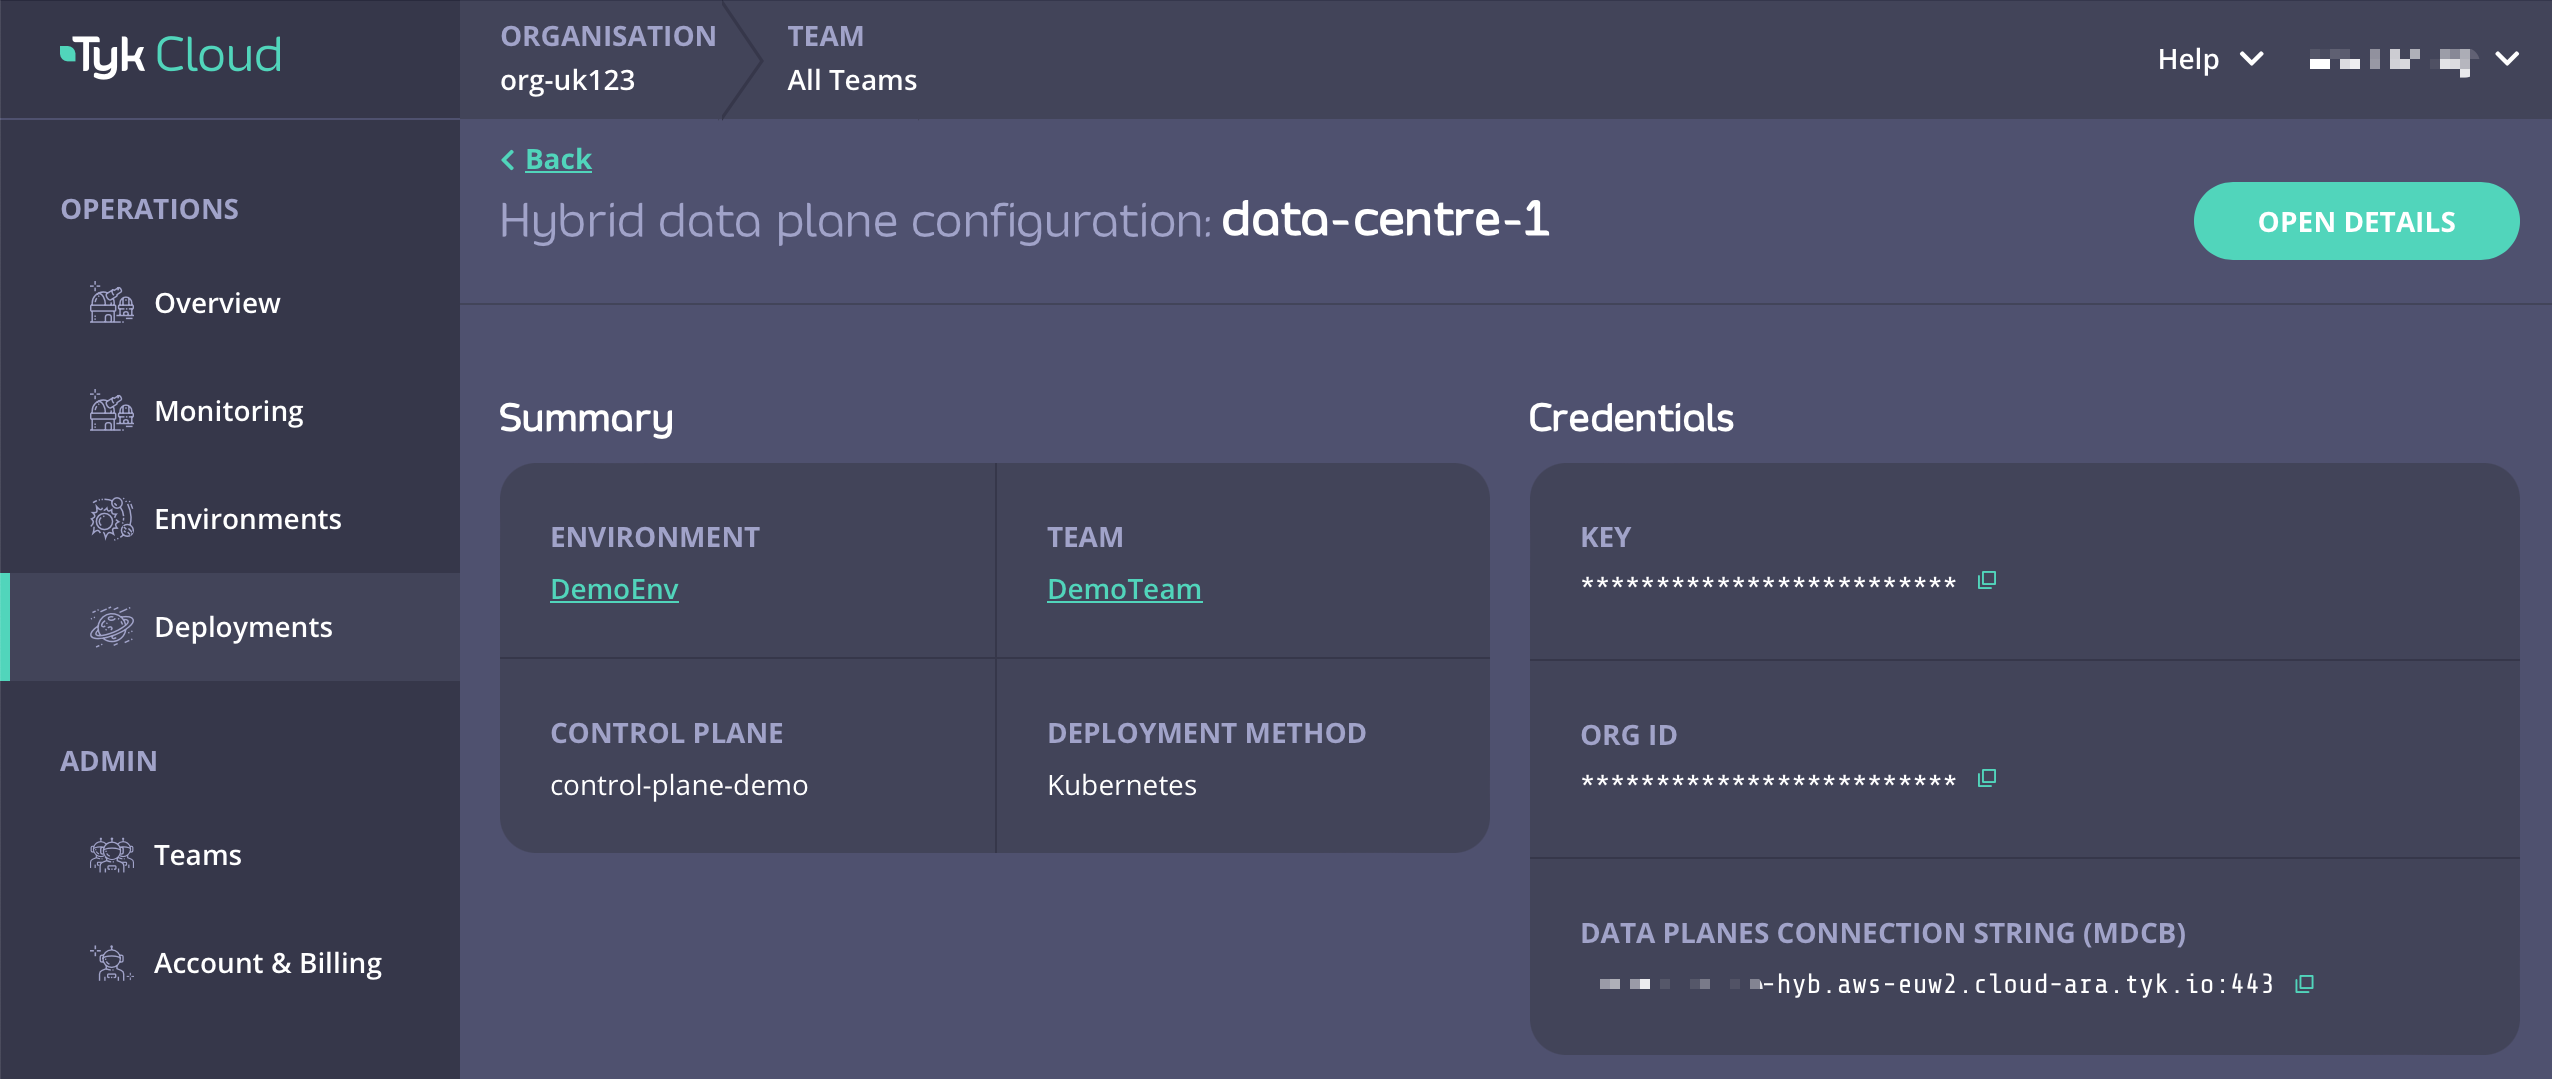 Tyk Cloud
ORGANISATION
org-uk123
TEAM
All Teams
Help
OPERATIONS
Overview
Monitoring
Environments
Deployments
ADMIN
Teams
Account & Billing
Back
Hybrid data plane configuration: data-centre-1
OPEN DETAILS
Summary
ENVIRONMENT
DemoEnv
TEAM
DemoTeam
CONTROL PLANE
control-plane-demo
DEPLOYMENT METHOD
Kubernetes
Credentials
KEY
*************************
ORG ID
*************************
DATA PLANES CONNECTION STRING (MDCB)
-hyb.aws-euw2.cloud-ara.tyk.io:443